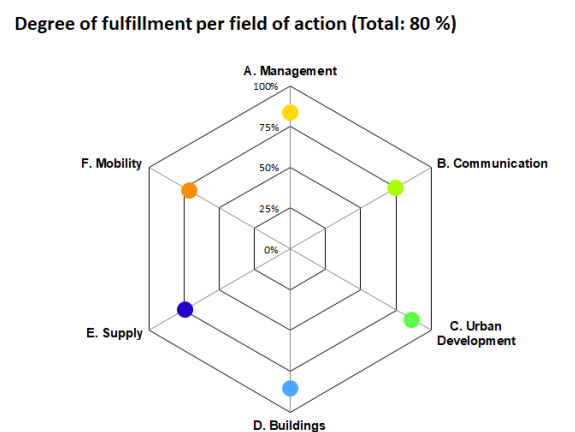 Degree of fulfillment per field of action (Total: 80 %)
A. Management
100%
75%
F. Mobility
B. Communication
50%
25%
0%
E. Supply
C. Urban
Development
D. Buildings